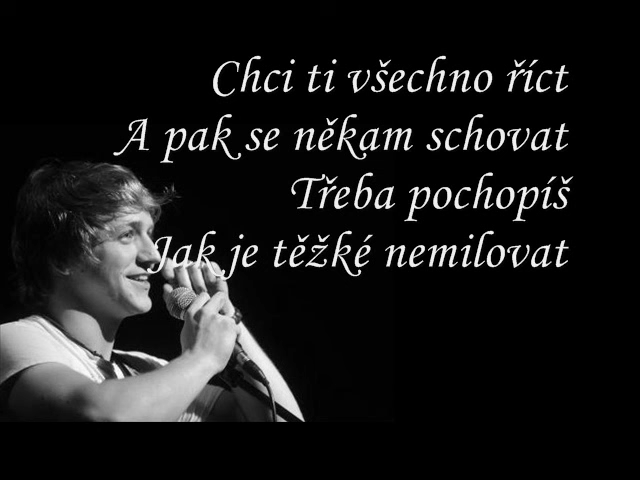 Chci ti všechno říct
A pak se někam schovat
Třeba pochopíš
Jak je těžké nemilovat